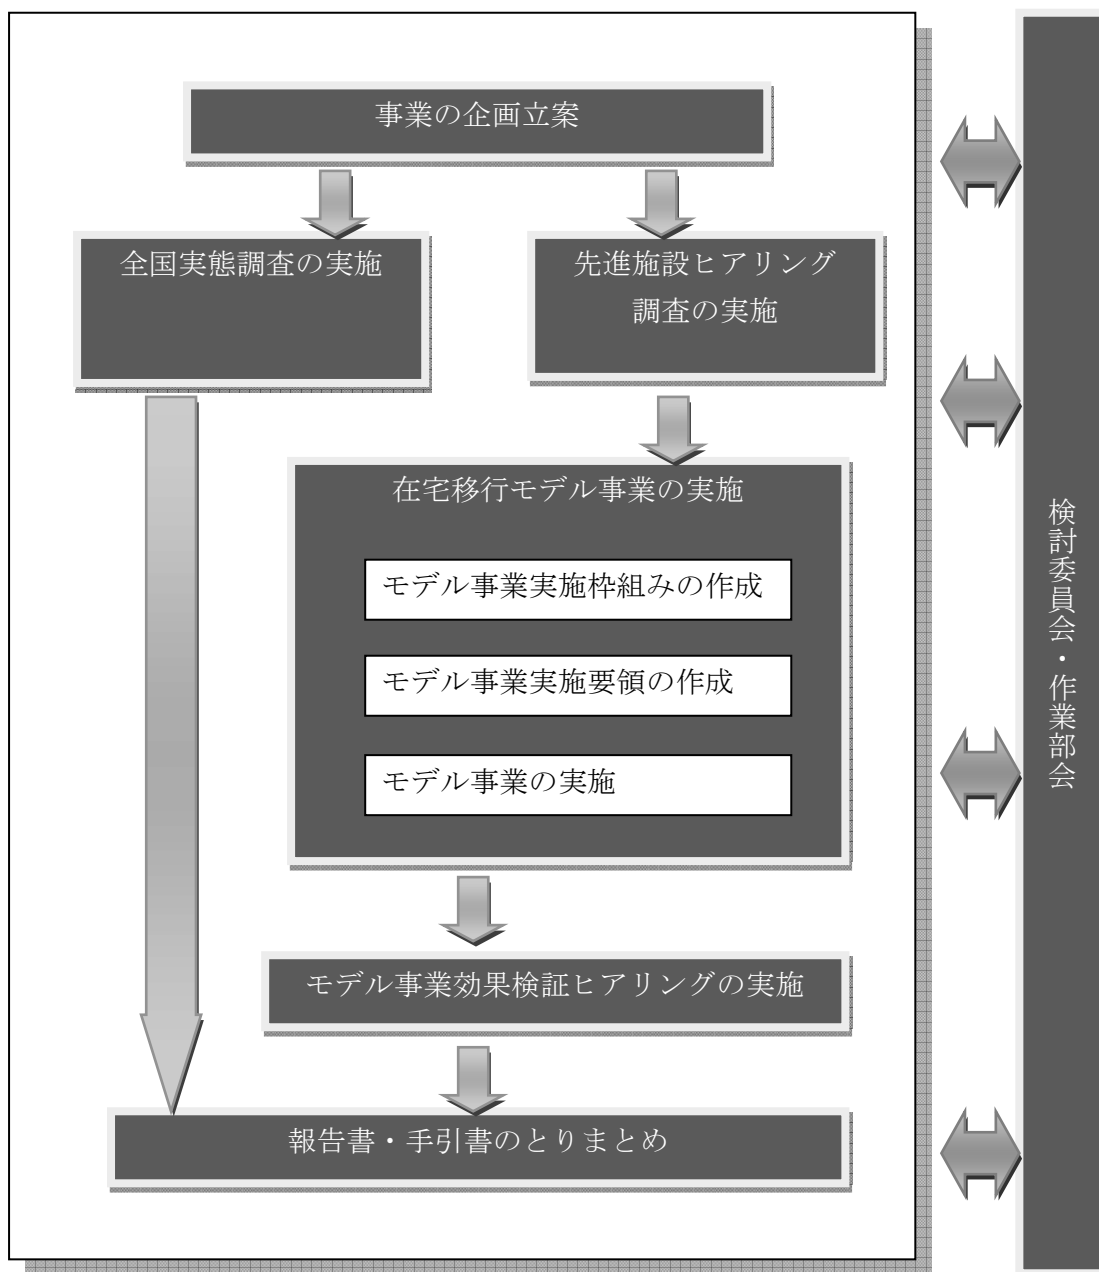 事業の企画立案
全国実態調査の実施
先進施設ヒアリング
調査の実施
在宅移行モデル事業の実施
モデル事業実施枠組みの作成
モデル事業実施要領の作成
モデル事業の実施
モデル事業効果検証ヒアリングの実施
報告書・手引書のとりまとめ
検討委員会・作業部会